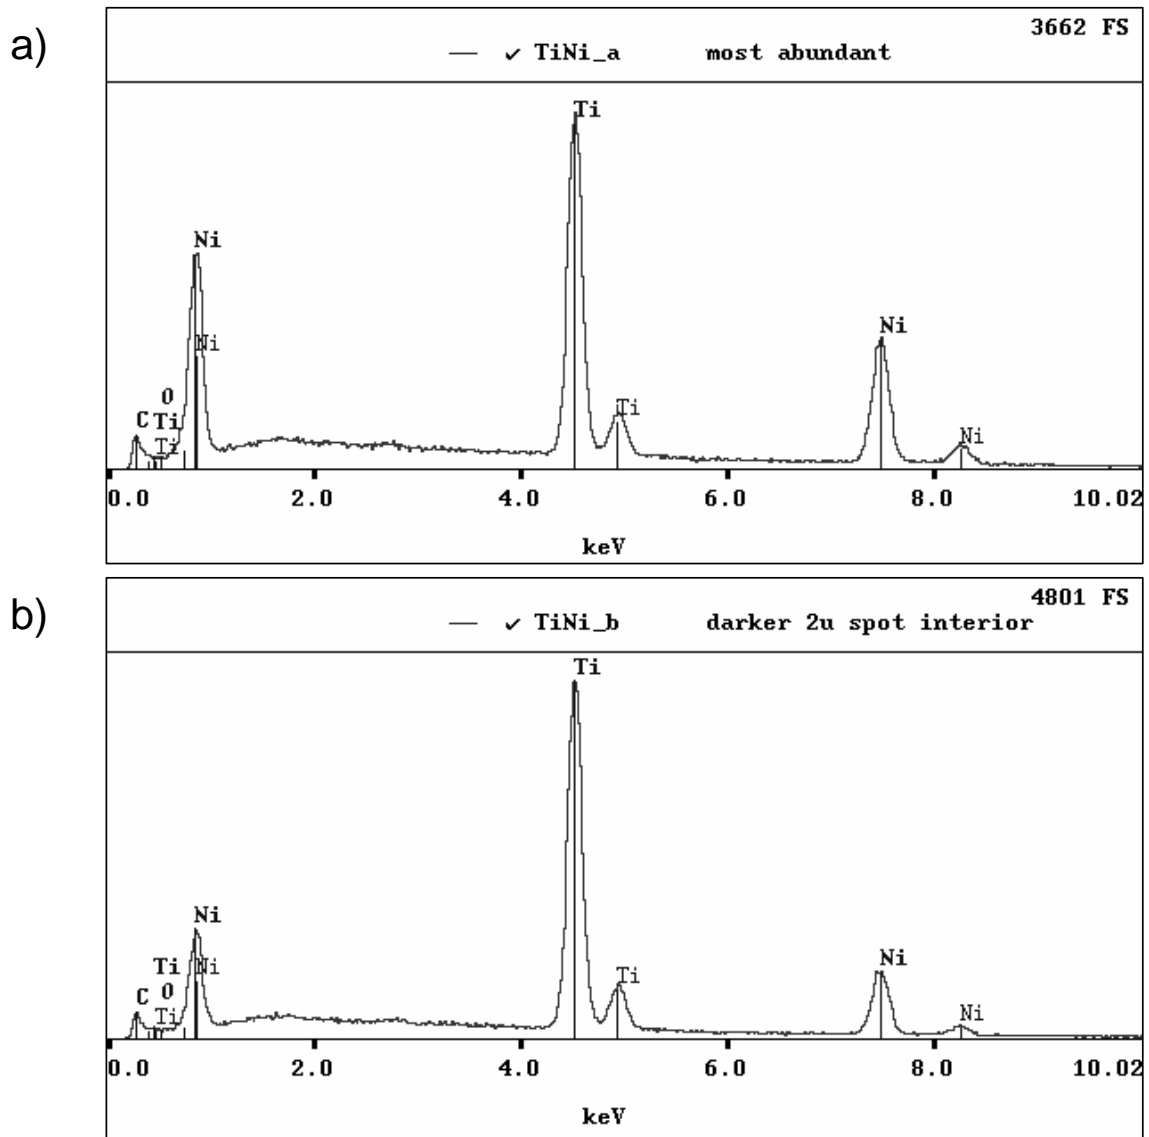 a)
3662 FS
— ✓ TiNi_a most abundant
Ti
Ni
Ni
Ni
O
C Ti
Ti
Ti
Ni
0.0 2.0 4.0 6.0 8.0 10.02
keV
b)
4801 FS
— ✓ TiNi_b darker 2u spot interior
Ti
Ni
Ni
Ti Ni
Ti
C O
Ti
Ni
0.0 2.0 4.0 6.0 8.0 10.02
keV